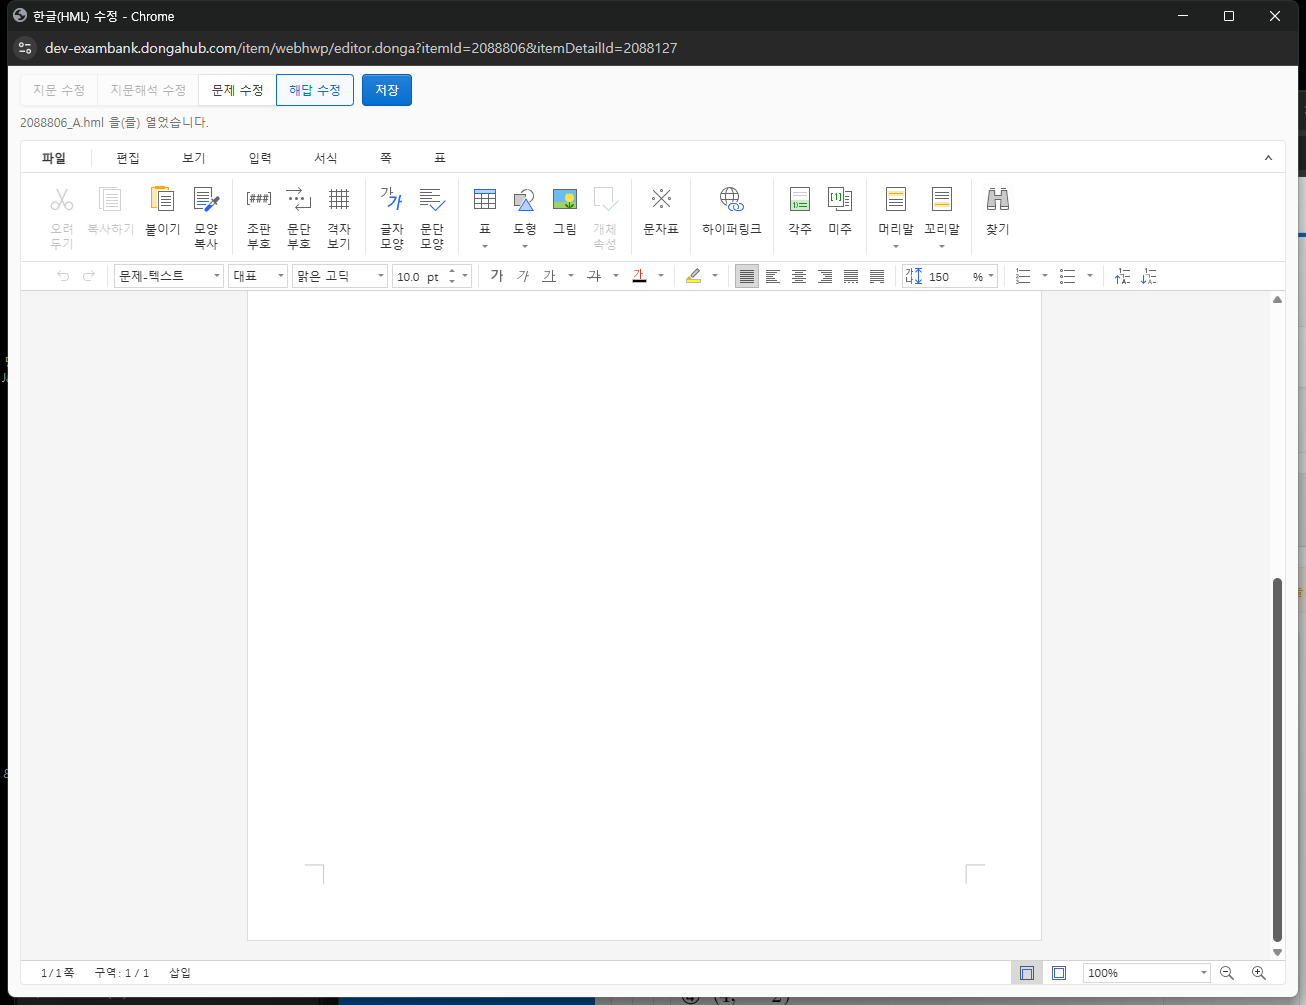 한글(HML) 수정 - Chrome
dev-exambank.dongahub.com/item/webhwp/editor.donga?itemId=2088806&itemDetailId=2088127
지문 수정 지문해석 수정 문제 수정 해답 수정 저장
2088806_A.hml 을(를) 열었습니다.
파일 편집 보기 입력 서식 쪽 표
오려두기 복사하기 붙이기 모양 복사 조판 부호 문단 부호 격자 보기 글자 모양 문단 모양 표 도형 그림 개체 속성 문자표 하이퍼링크 각주 미주 머리말 꼬리말 찾기
문제-텍스트 대표 맑은 고딕 10.0 pt 가 가 가 가 가 150 %
1/1쪽 구역: 1 / 1 삽입 100%